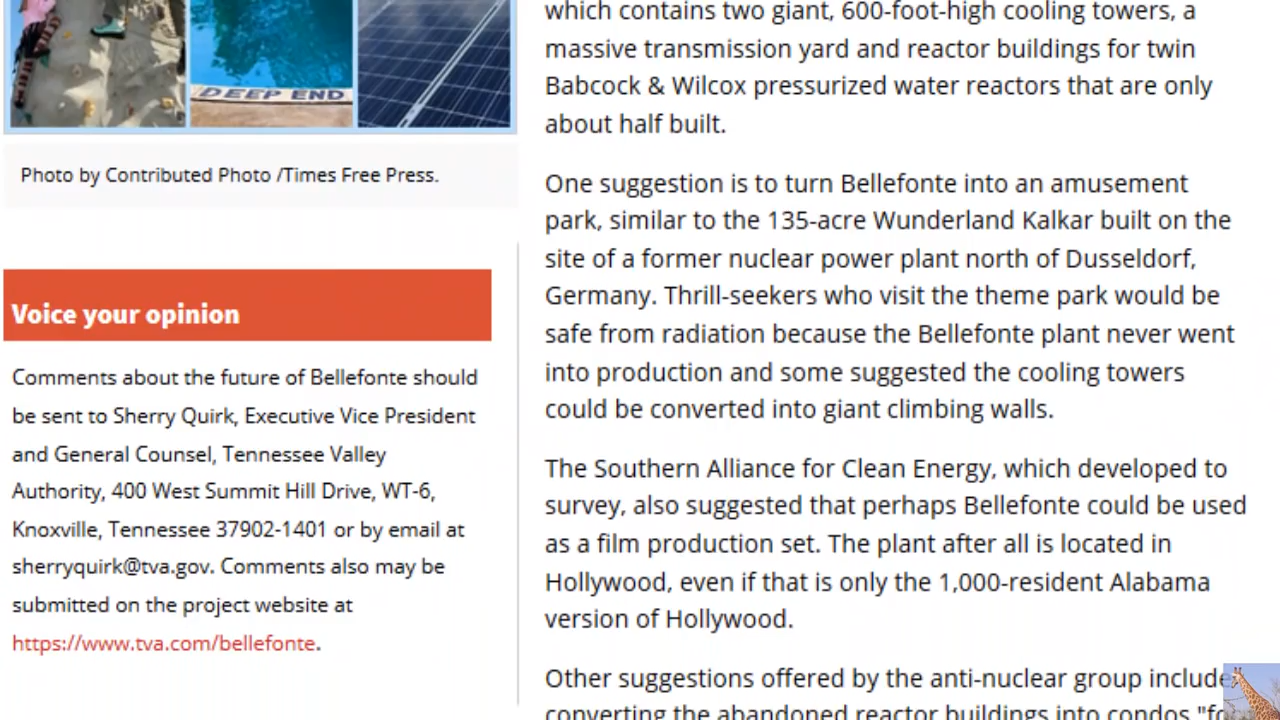 DEEP END
Photo by Contributed Photo /Times Free Press.
Voice your opinion
Comments about the future of Bellefonte should
be sent to Sherry Quirk, Executive Vice President
and General Counsel, Tennessee Valley
Authority, 400 West Summit Hill Drive, WT-6,
Knoxville, Tennessee 37902-1401 or by email at
sherryquirk@tva.gov. Comments also may be
submitted on the project website at
https://www.tva.com/bellefonte.
which contains two giant, 600-foot-high cooling towers, a
massive transmission yard and reactor buildings for twin
Babcock & Wilcox pressurized water reactors that are only
about half built.
One suggestion is to turn Bellefonte into an amusement
park, similar to the 135-acre Wunderland Kalkar built on the
site of a former nuclear power plant north of Dusseldorf,
Germany. Thrill-seekers who visit the theme park would be
safe from radiation because the Bellefonte plant never went
into production and some suggested the cooling towers
could be converted into giant climbing walls.
The Southern Alliance for Clean Energy, which developed to
survey, also suggested that perhaps Bellefonte could be used
as a film production set. The plant after all is located in
Hollywood, even if that is only the 1,000-resident Alabama
version of Hollywood.
Other suggestions offered by the anti-nuclear group include
converting the abandoned reactor buildings into condos